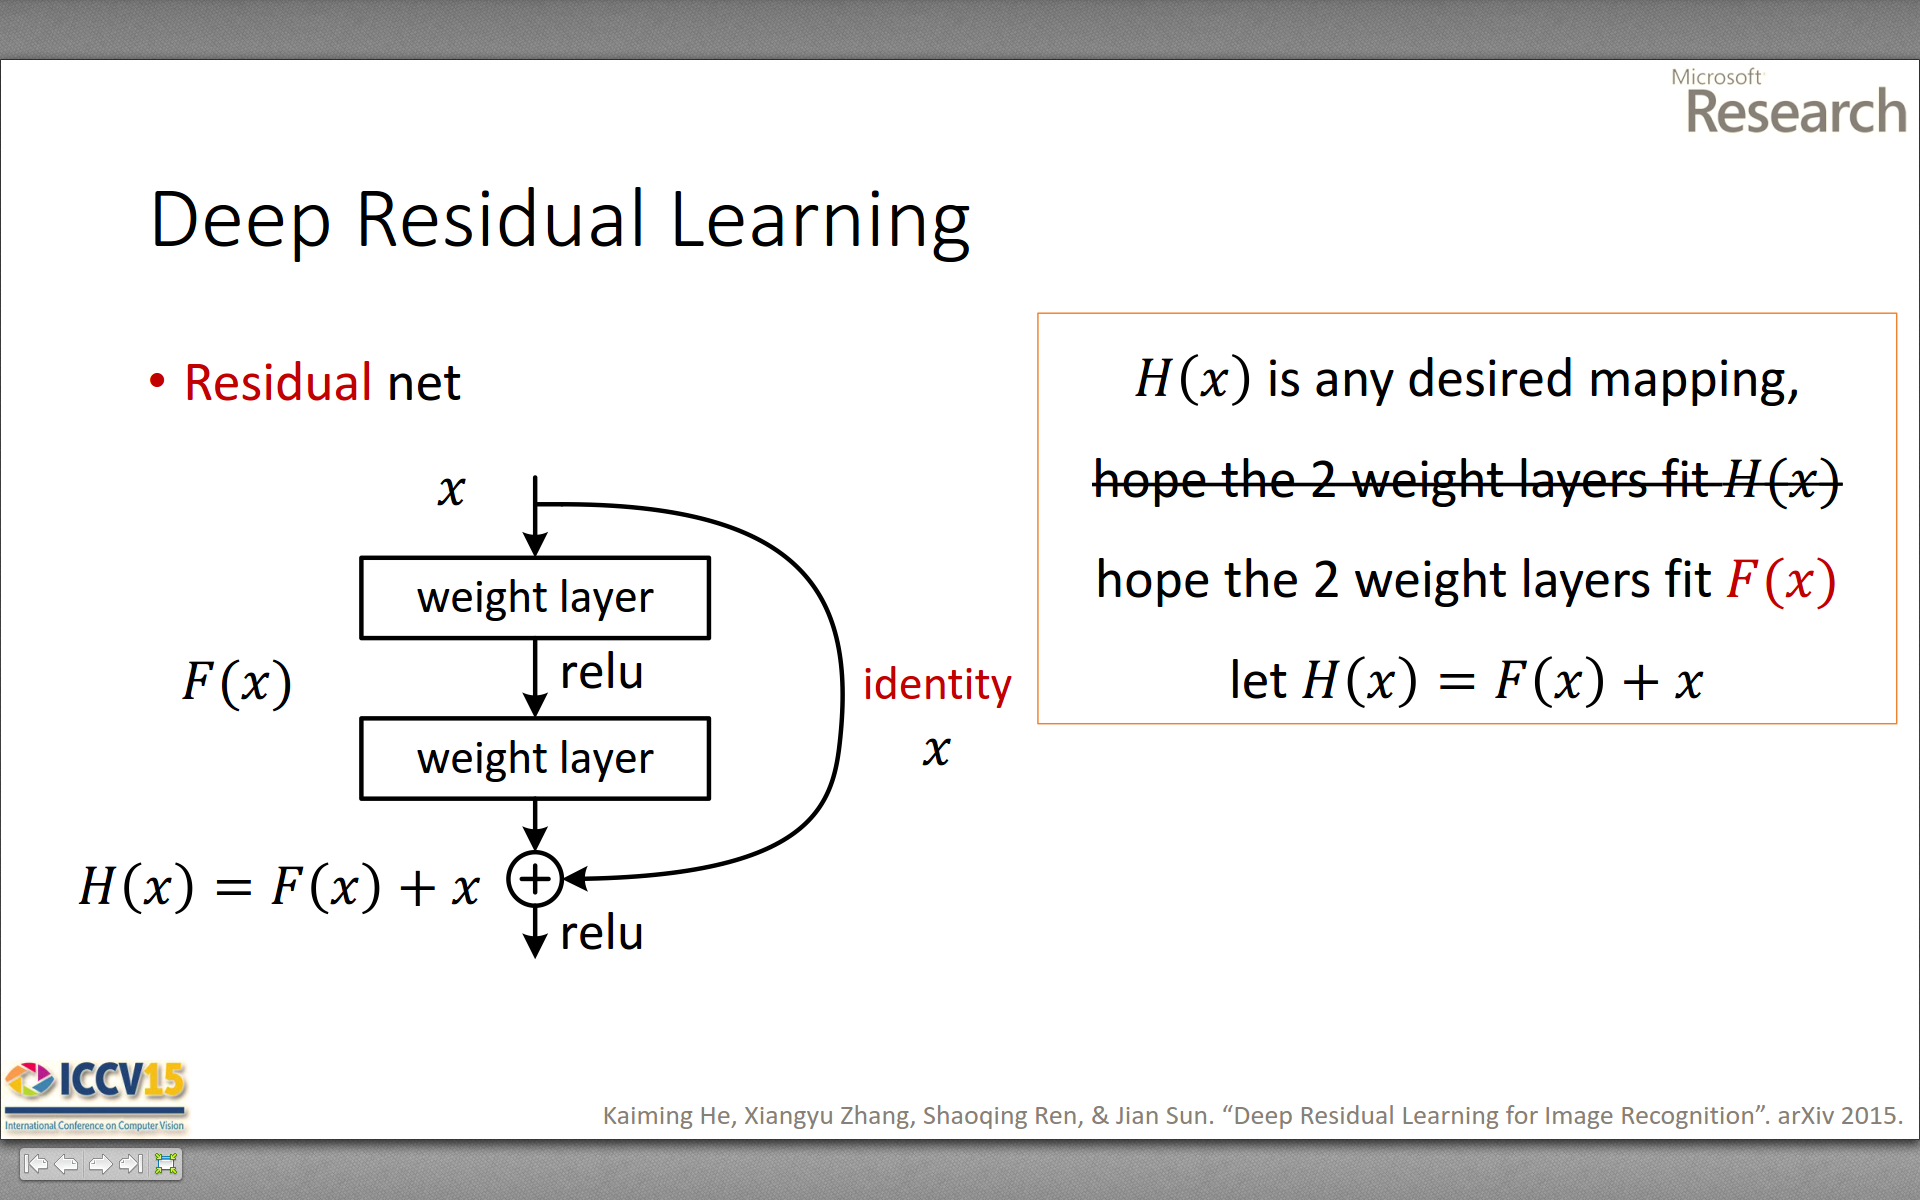 Microsoft
Research
Deep Residual Learning
• Residual net
x
weight layer
relu
F(x)
weight layer
identity
x
H(x) = F(x) + x
relu
H(x) is any desired mapping,
hope the 2 weight layers fit H(x)
hope the 2 weight layers fit F(x)
let H(x) = F(x) + x
ICCV15
International Conference on Computer Vision
Kaiming He, Xiangyu Zhang, Shaoqing Ren, & Jian Sun. “Deep Residual Learning for Image Recognition”. arXiv 2015.